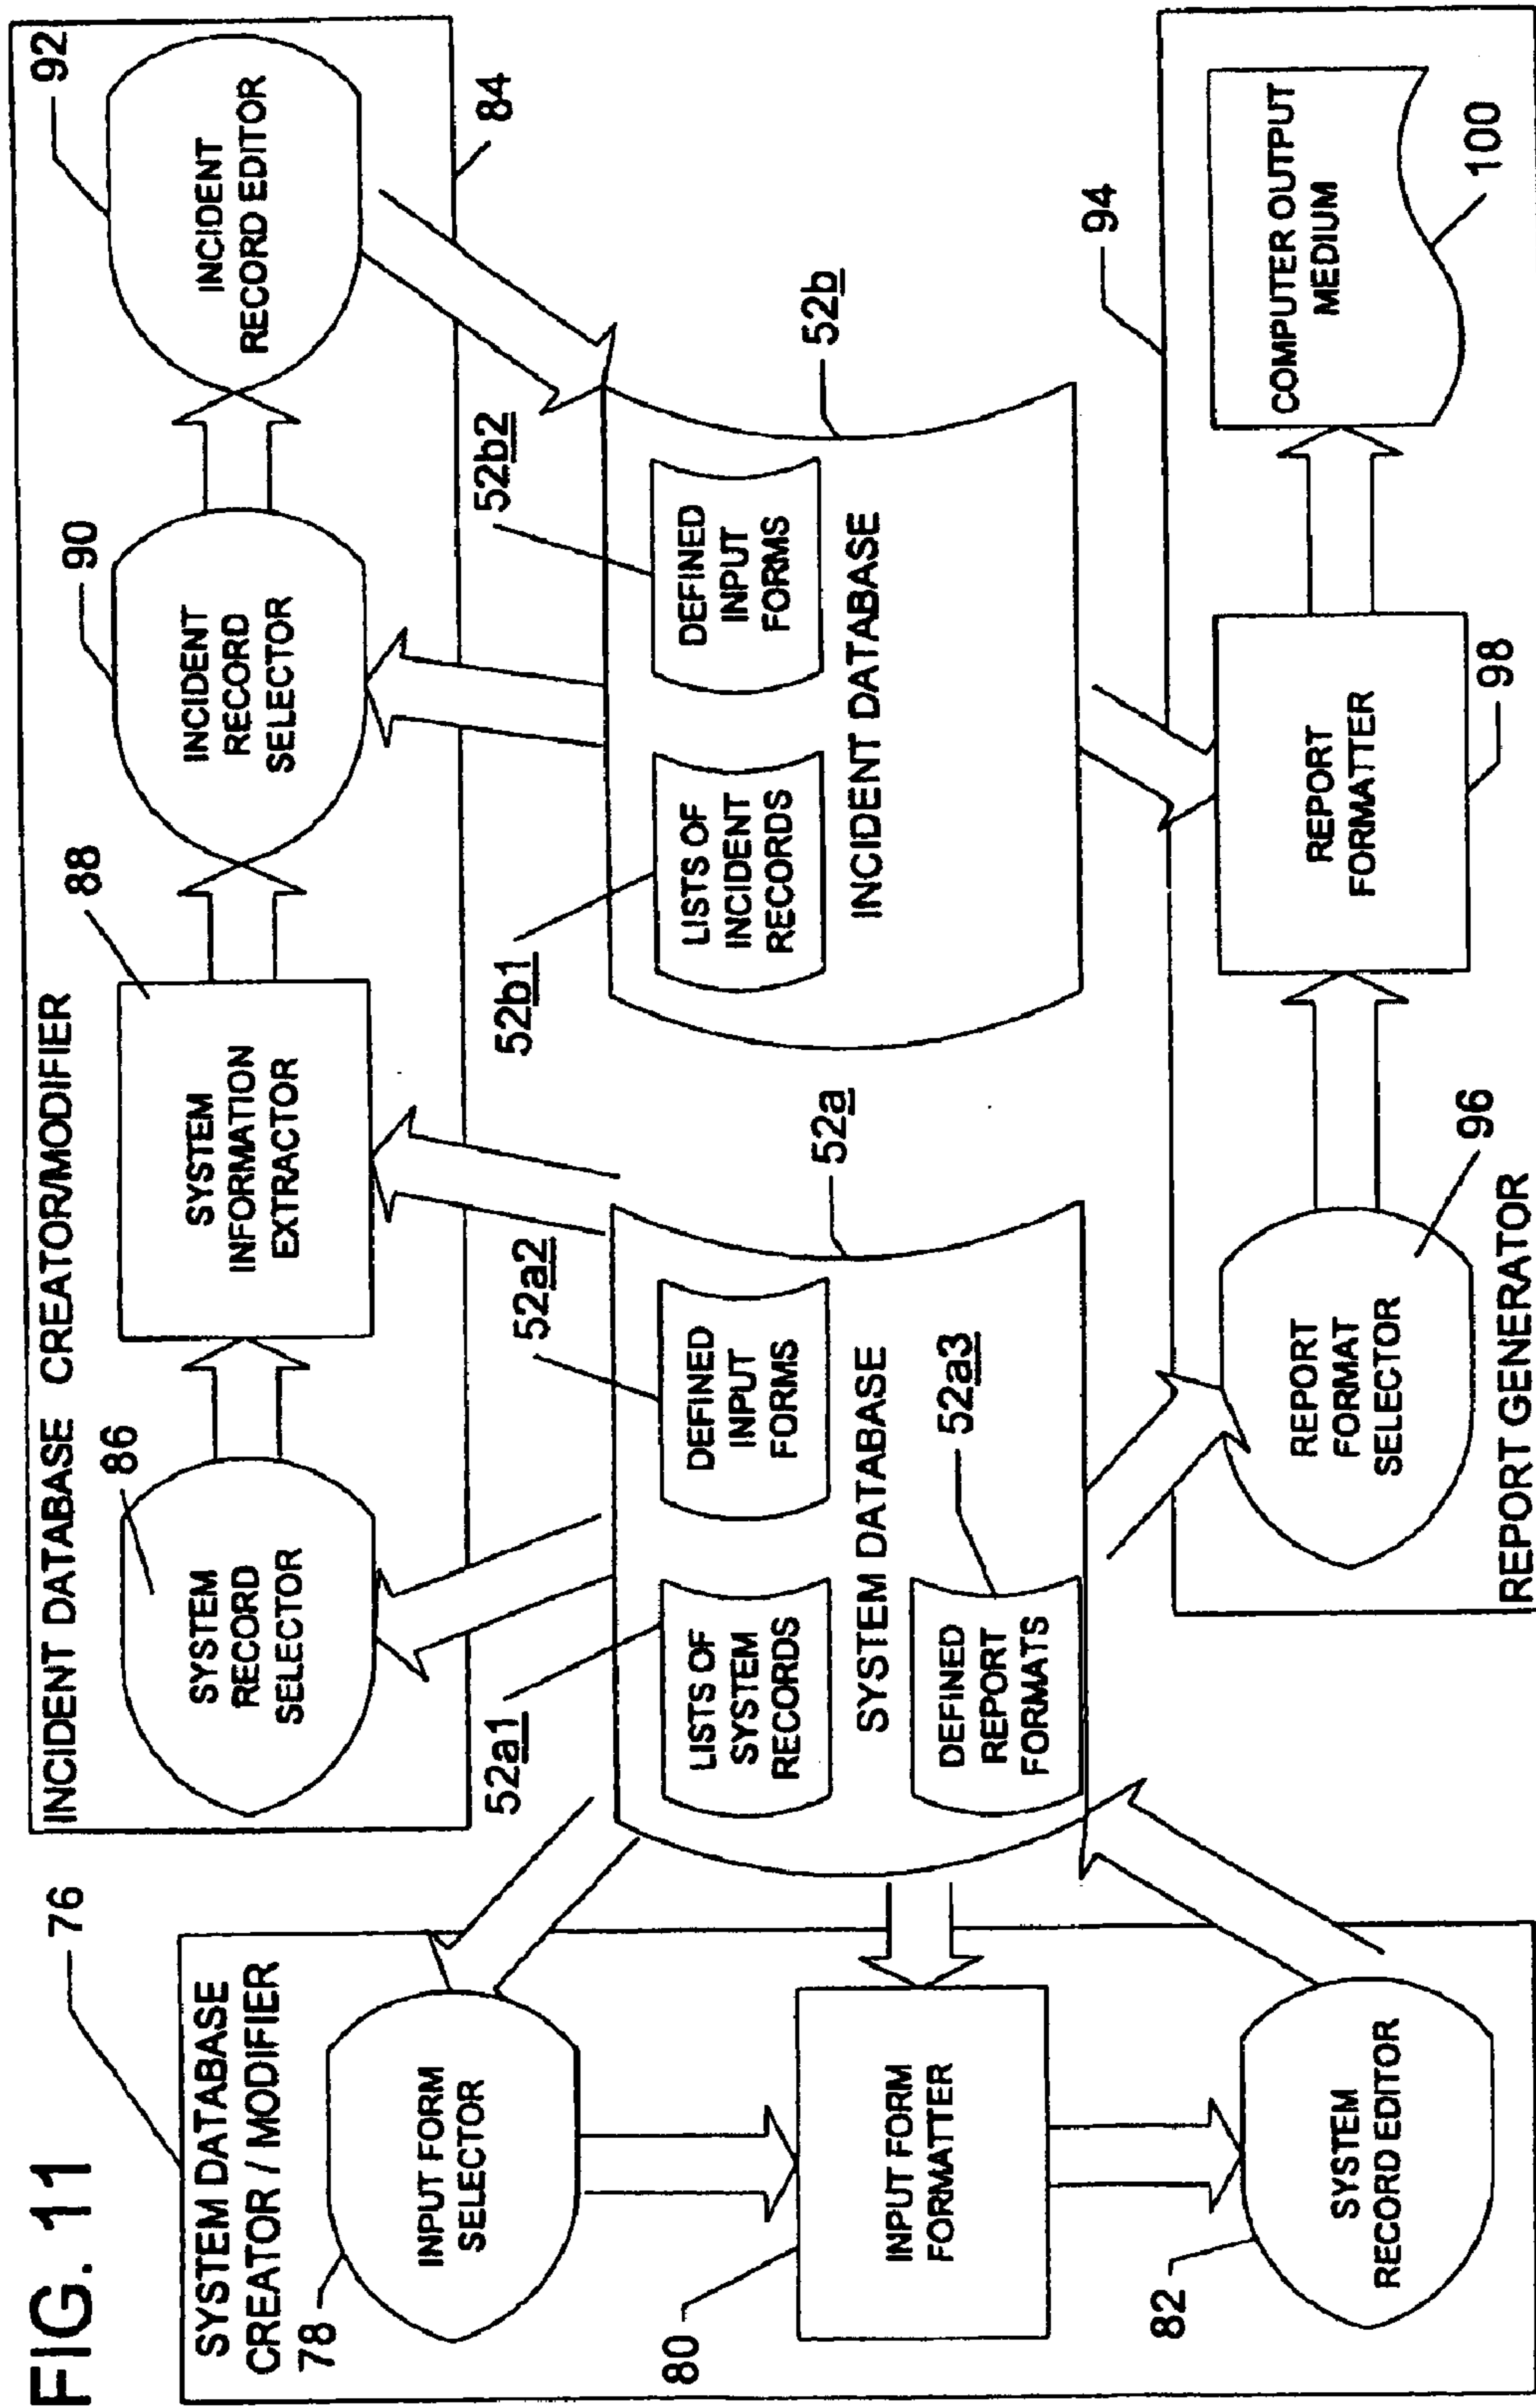 FIG. 11
76
SYSTEM DATABASE
CREATOR / MODIFIER
78
INPUT FORM
SELECTOR
80
INPUT FORM
FORMATTER
82
SYSTEM
RECORD EDITOR
INCIDENT DATABASE CREATOR/MODIFIER
86
SYSTEM
RECORD
SELECTOR
88
SYSTEM
INFORMATION
EXTRACTOR
90
INCIDENT
RECORD
SELECTOR
92
INCIDENT
RECORD EDITOR
84
52a1
LISTS OF
SYSTEM
RECORDS
52a2
DEFINED
INPUT
FORMS
52a
SYSTEM DATABASE
52a3
DEFINED
REPORT
FORMATS
52b1
LISTS OF
INCIDENT
RECORDS
52b2
DEFINED
INPUT
FORMS
52b
INCIDENT DATABASE
94
REPORT
FORMAT
SELECTOR
96
REPORT GENERATOR
REPORT
FORMATTER
98
COMPUTER OUTPUT
MEDIUM
100